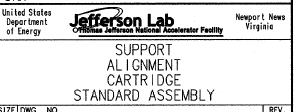 United States
Department
of Energy
Jefferson Lab
Thomas Jefferson National Accelerator Facility
Newport News
Virginia
SUPPORT
ALIGNMENT
CARTRIDGE
STANDARD ASSEMBLY
SIZE DWG. NO. REV.